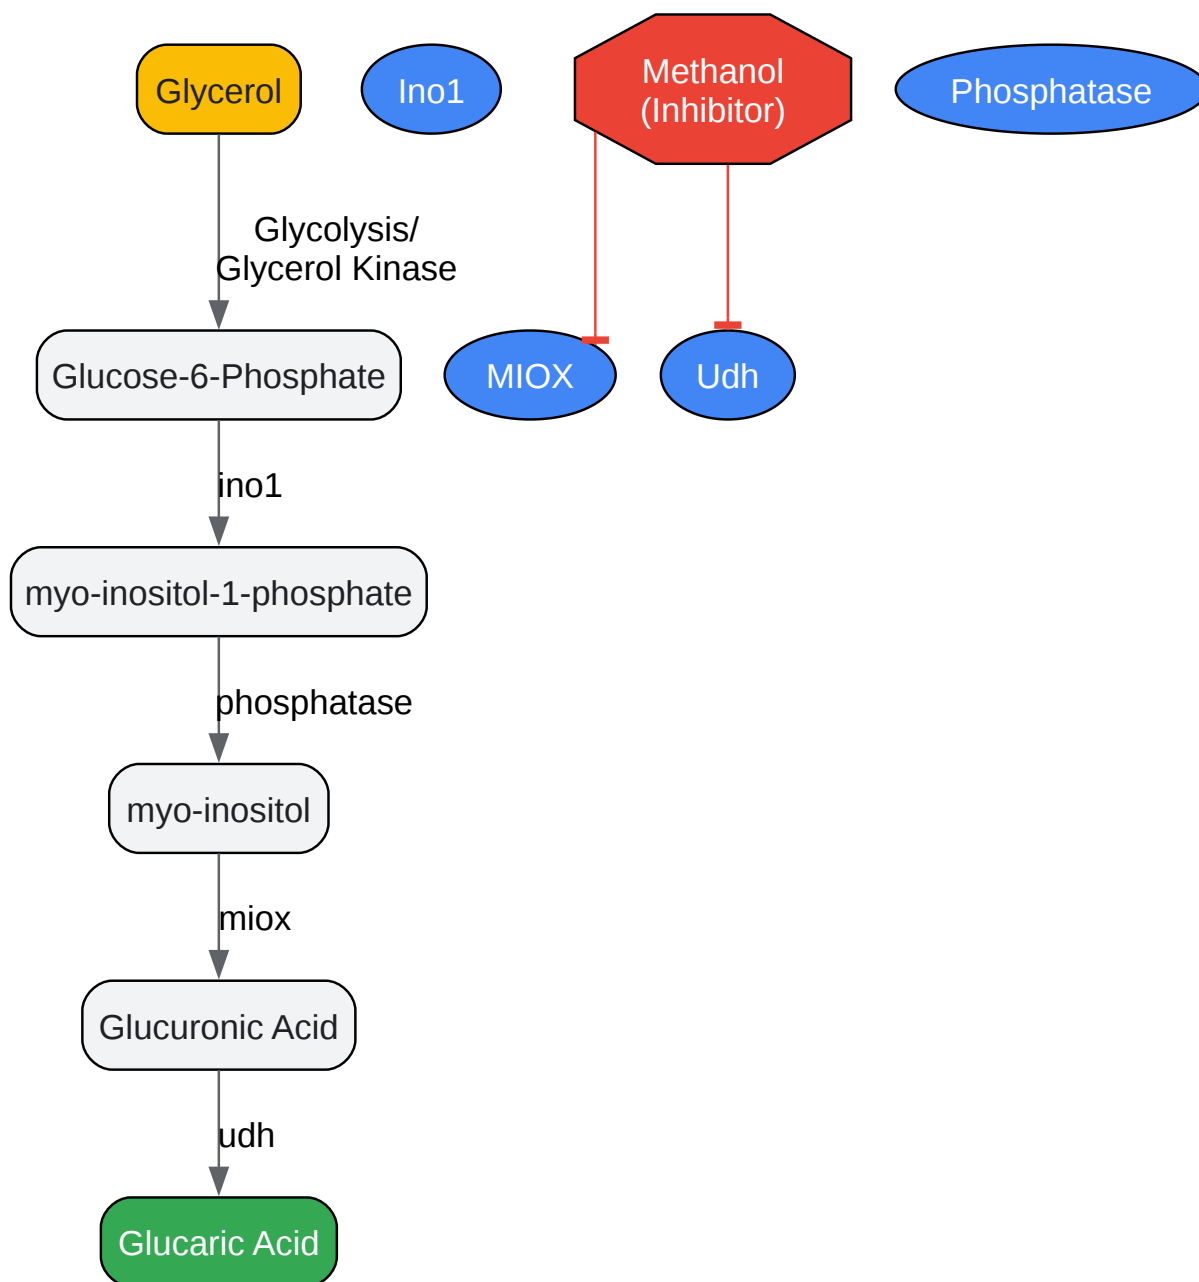 Glycerol
Ino1
Methanol
(Inhibitor)
Phosphatase
Glycolysis/
Glycerol Kinase
Glucose-6-Phosphate
MIOX
Udh
ino1
myo-inositol-1-phosphate
phosphatase
myo-inositol
miox
Glucuronic Acid
udh
Glucaric Acid